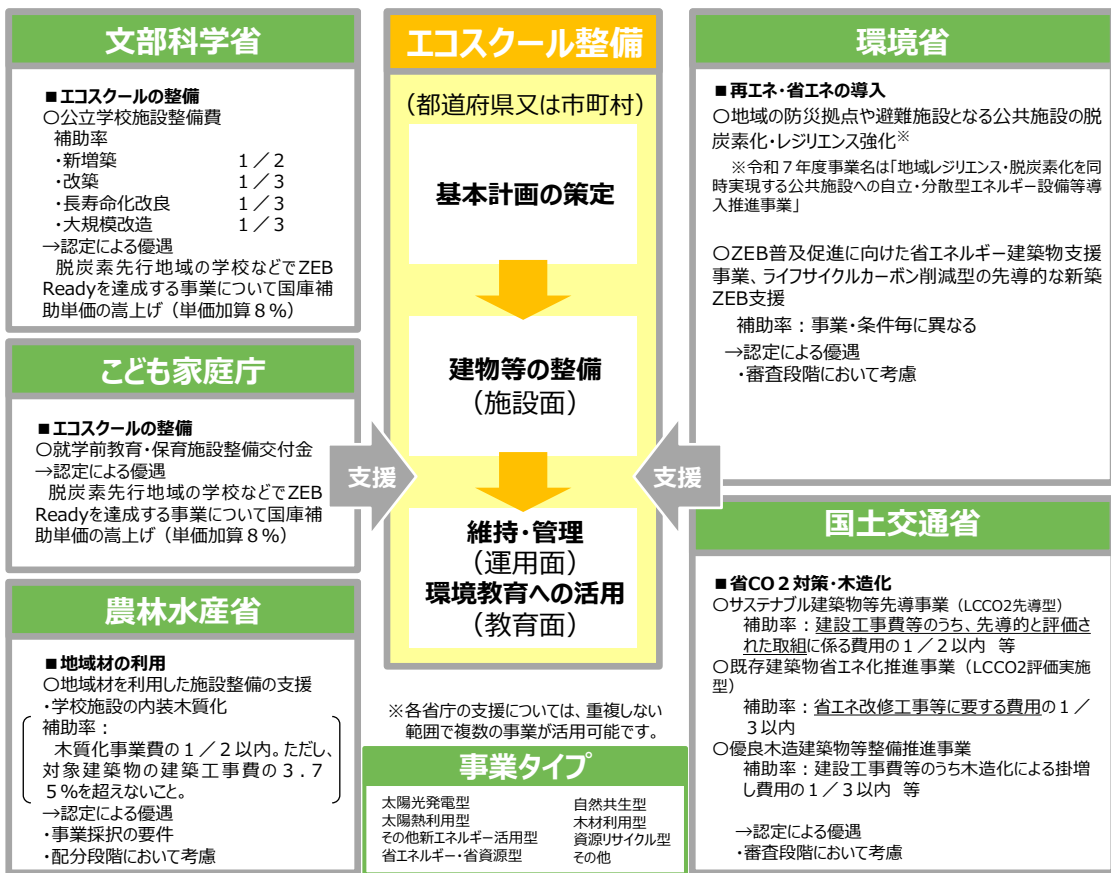 文部科学省
■エコスクールの整備
○公立学校施設整備費
補助率
・新増築 1／2
・改築 1／3
・長寿命化改良 1／3
・大規模改造 1／3
→認定による優遇
脱炭素先行地域の学校などでZEB
Readyを達成する事業について国庫補
助単価の嵩上げ（単価加算８％）
こども家庭庁
■エコスクールの整備
○就学前教育・保育施設整備交付金
→認定による優遇
脱炭素先行地域の学校などでZEB
Readyを達成する事業について国庫補
助単価の嵩上げ（単価加算８％）
農林水産省
■地域材の利用
○地域材を利用した施設整備の支援
・学校施設の内装木質化
補助率：
木質化事業費の１／２以内。ただし、
対象建築物の建築工事費の３．７
５％を超えないこと。
→認定による優遇
・事業採択の要件
・配分段階において考慮
エコスクール整備
（都道府県又は市町村）
基本計画の策定
建物等の整備
（施設面）
支援
支援
維持・管理
（運用面）
環境教育への活用
（教育面）
※各省庁の支援については、重複しない
範囲で複数の事業が活用可能です。
事業タイプ
太陽光発電型
太陽熱利用型
その他新エネルギー活用型
省エネルギー・省資源型
自然共生型
木材利用型
資源リサイクル型
その他
環境省
■再エネ・省エネの導入
○地域の防災拠点や避難施設となる公共施設の脱
炭素化・レジリエンス強化※
※令和７年度事業名は「地域レジリエンス・脱炭素化を同
時実現する公共施設への自立・分散型エネルギー設備等導
入推進事業」
○ZEB普及促進に向けた省エネルギー建築物支援
事業、ライフサイクルカーボン削減型の先導的な新築
ZEB支援
補助率：事業・条件毎に異なる
→認定による優遇
・審査段階において考慮
国土交通省
■省CO２対策・木造化
○サステナブル建築物等先導事業（LCCO2先導型）
補助率：建設工事費等のうち、先導的と評価さ
れた取組に係る費用の１／２以内 等
○既存建築物省エネ化推進事業（LCCO2評価実施
型）
補助率：省エネ改修工事等に要する費用の１／
３以内
○優良木造建築物等整備推進事業
補助率：建設工事費等のうち木造化による掛増
し費用の１／３以内 等
→認定による優遇
・審査段階において考慮